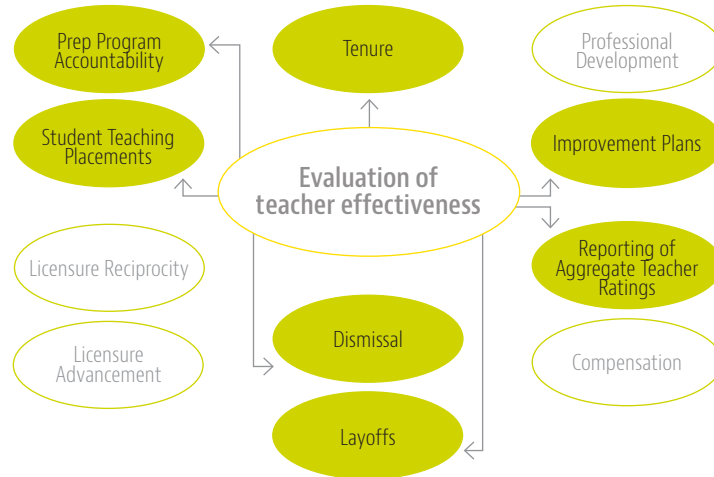 Prep Program
Accountability
Tenure
Professional
Development
Student Teaching
Placements
Improvement Plans
Evaluation of
teacher effectiveness
Licensure Reciprocity
Reporting of
Aggregate Teacher
Ratings
Dismissal
Licensure
Advancement
Compensation
Layoffs